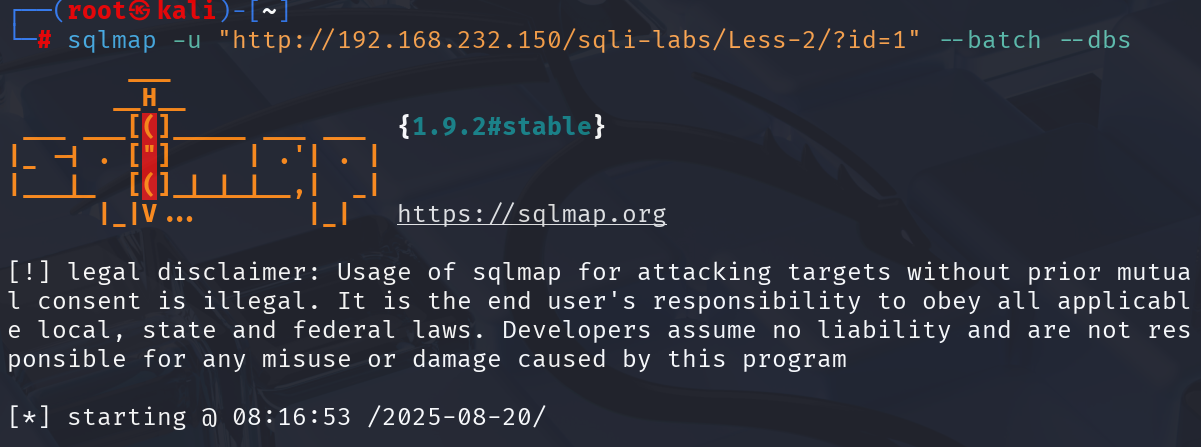 ┌──(root㉿kali)-[~]
└─# sqlmap -u "http://192.168.232.150/sqli-labs/Less-2/?id=1" --batch --dbs
        ___
       __H__
 ___ ___[(]_____ ___ ___  {1.9.2#stable}
|_ -| . ["]     | .'| . |
|___|_  [(]_|_|_|__,|  _|
      |_|V...       |_|   https://sqlmap.org
[!] legal disclaimer: Usage of sqlmap for attacking targets without prior mutua
l consent is illegal. It is the end user's responsibility to obey all applicabl
e local, state and federal laws. Developers assume no liability and are not res
ponsible for any misuse or damage caused by this program
[*] starting @ 08:16:53 /2025-08-20/